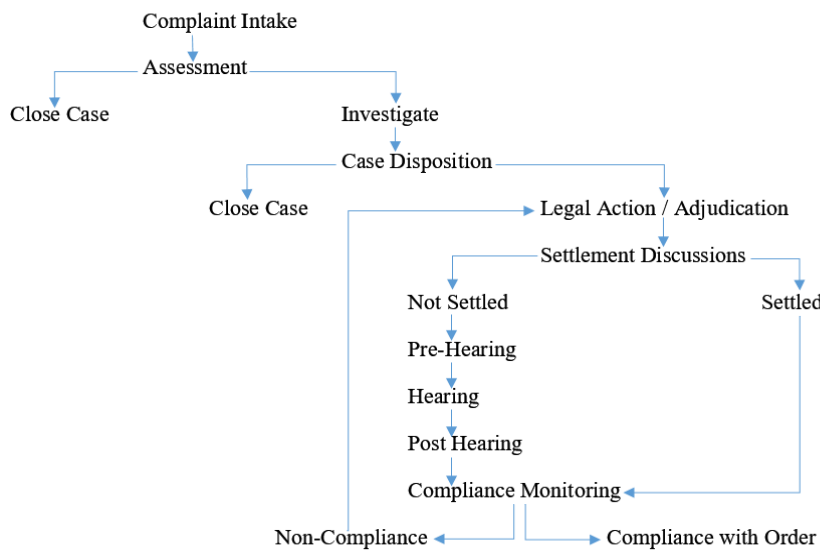 Complaint Intake
Assessment
Close Case
Investigate
Case Disposition
Close Case
Legal Action / Adjudication
Settlement Discussions
Not Settled
Settled
Pre-Hearing
Hearing
Post Hearing
Compliance Monitoring
Non-Compliance
Compliance with Order